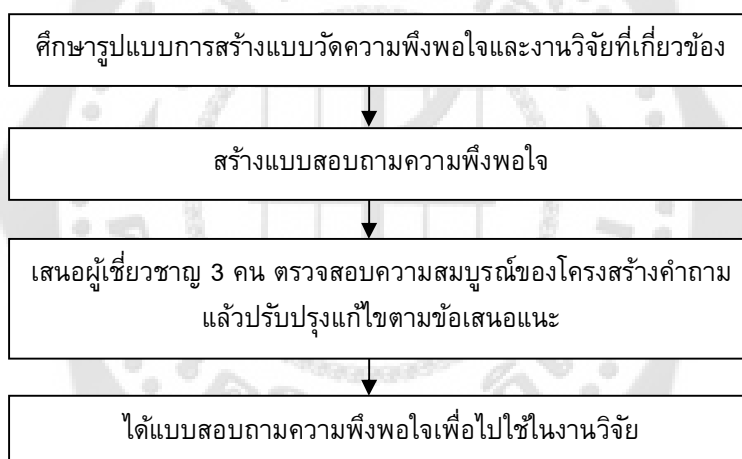 ศึกษารูปแบบการสร้างแบบวัดความพึงพอใจและงานวิจัยที่เกี่ยวข้อง
สร้างแบบสอบถามความพึงพอใจ
เสนอผู้เชี่ยวชาญ 3 คน ตรวจสอบความสมบูรณ์ของโครงสร้างคำถาม
แล้วปรับปรุงแก้ไขตามข้อเสนอแนะ
ได้แบบสอบถามความพึงพอใจเพื่อไปใช้ในงานวิจัย